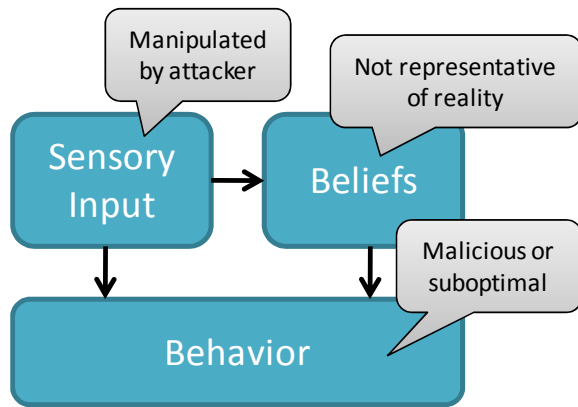 Manipulated
by attacker
Not representative
of reality
Sensory
Input
Beliefs
Malicious or
suboptimal
Behavior